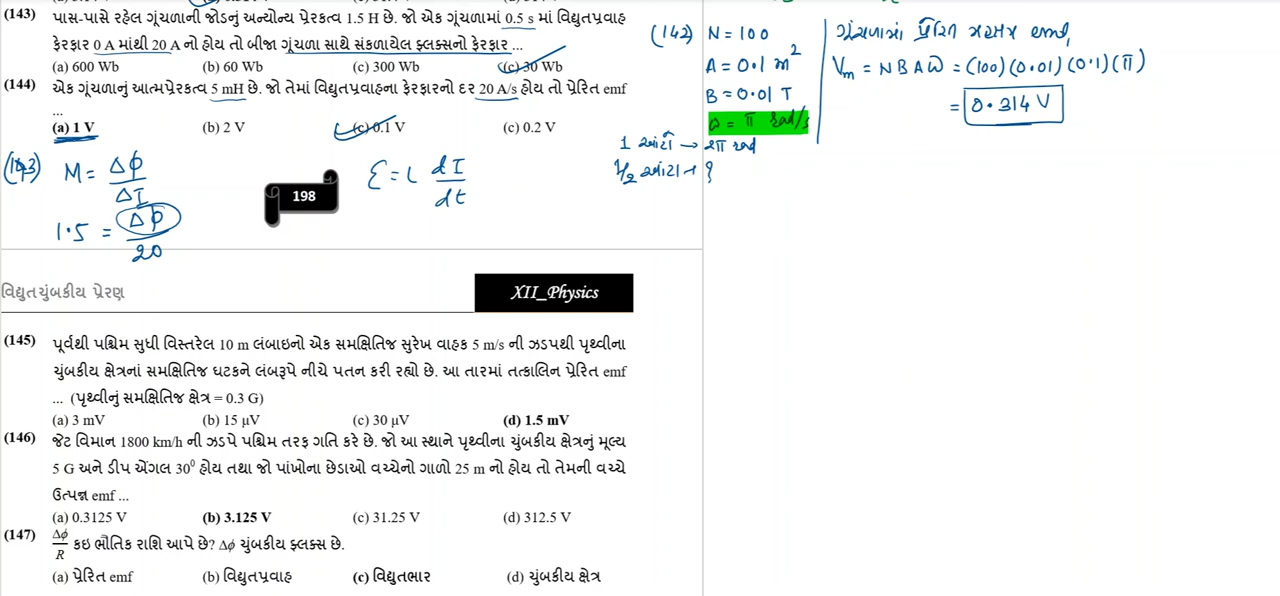 (143) પાસ-પાસે રહેલ ગૂંચળાની જોડનું અન્યોન્ય પ્રેરકત્વ 1.5 H છે. જો એક ગૂંચળામાં 0.5 s માં વિદ્યુતપ્રવાહ
ફેરફાર 0 A માંથી 20 A નો હોય તો બીજા ગૂંચળા સાથે સંકળાયેલ ફ્લક્સનો ફેરફાર ...
(a) 600 Wb (b) 60 Wb (c) 300 Wb (c) 30 Wb
(144) એક ગૂંચળાનું આત્મપ્રેરકત્વ 5 mH છે. જો તેમાં વિદ્યુતપ્રવાહના ફેરફારનો દર 20 A/s હોય તો પ્રેરિત emf
...
(a) 1 V (b) 2 V (c) 0.1 V (c) 0.2 V
(143) M = Δφ / ΔI
1.5 = Δφ / 20
ε = L dI / dt
198
(142) N = 100
A = 0.1 m²
B = 0.01 T
ω = π rad/s
1 આંટો → 2π rad
1/2 આંટા → ?
ગૂંચળામાં પ્રેરિત મહત્તમ
Vm = NBAω = (100)(0.01)(0.1)(π)
= 0.314 V
વિદ્યુતચુંબકીય પ્રેરણ XII_Physics
(145) પૂર્વથી પશ્ચિમ સુધી વિસ્તરેલ 10 m લંબાઇનો એક સમક્ષિતિજ સુરેખ વાહક 5 m/s ની ઝડપથી પૃથ્વીના
ચુંબકીય ક્ષેત્રનાં સમક્ષિતિજ ઘટકને લંબરૂપે નીચે પતન કરી રહ્યો છે. આ તારમાં તત્કાલિન પ્રેરિત emf
... (પૃથ્વીનું સમક્ષિતિજ ક્ષેત્ર = 0.3 G)
(a) 3 mV (b) 15 μV (c) 30 μV (d) 1.5 mV
(146) જેટ વિમાન 1800 km/h ની ઝડપે પશ્ચિમ તરફ ગતિ કરે છે. જો આ સ્થાને પૃથ્વીના ચુંબકીય ક્ષેત્રનું મૂલ્ય
5 G અને ડીપ એંગલ 30⁰ હોય તથા જો પાંખોના છેડાઓ વચ્ચેનો ગાળો 25 m નો હોય તો તેમની વચ્ચે
ઉત્પન્ન emf ...
(a) 0.3125 V (b) 3.125 V (c) 31.25 V (d) 312.5 V
(147) Δφ / R કઇ ભૌતિક રાશિ આપે છે? Δφ ચુંબકીય ફ્લક્સ છે.
(a) પ્રેરિત emf (b) વિદ્યુતપ્રવાહ (c) વિદ્યુતભાર (d) ચુંબકીય ક્ષેત્ર